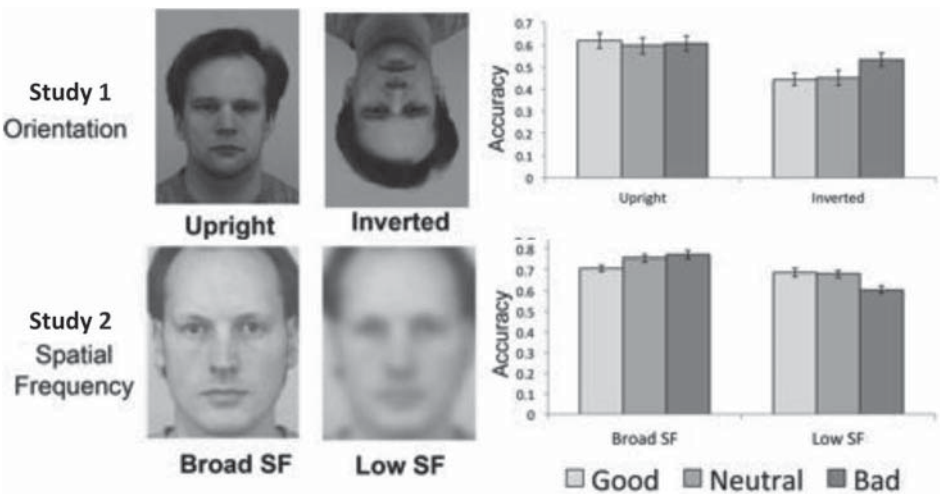 Study 1
Orientation
Upright
Inverted
Accuracy
0.7
0.6
0.5
0.4
0.3
0.2
0.1
0
Upright
Inverted
Study 2
Spatial
Frequency
Broad SF
Low SF
Accuracy
0.8
0.7
0.6
0.5
0.4
0.3
0.2
0.1
0
Broad SF
Low SF
Good
Neutral
Bad